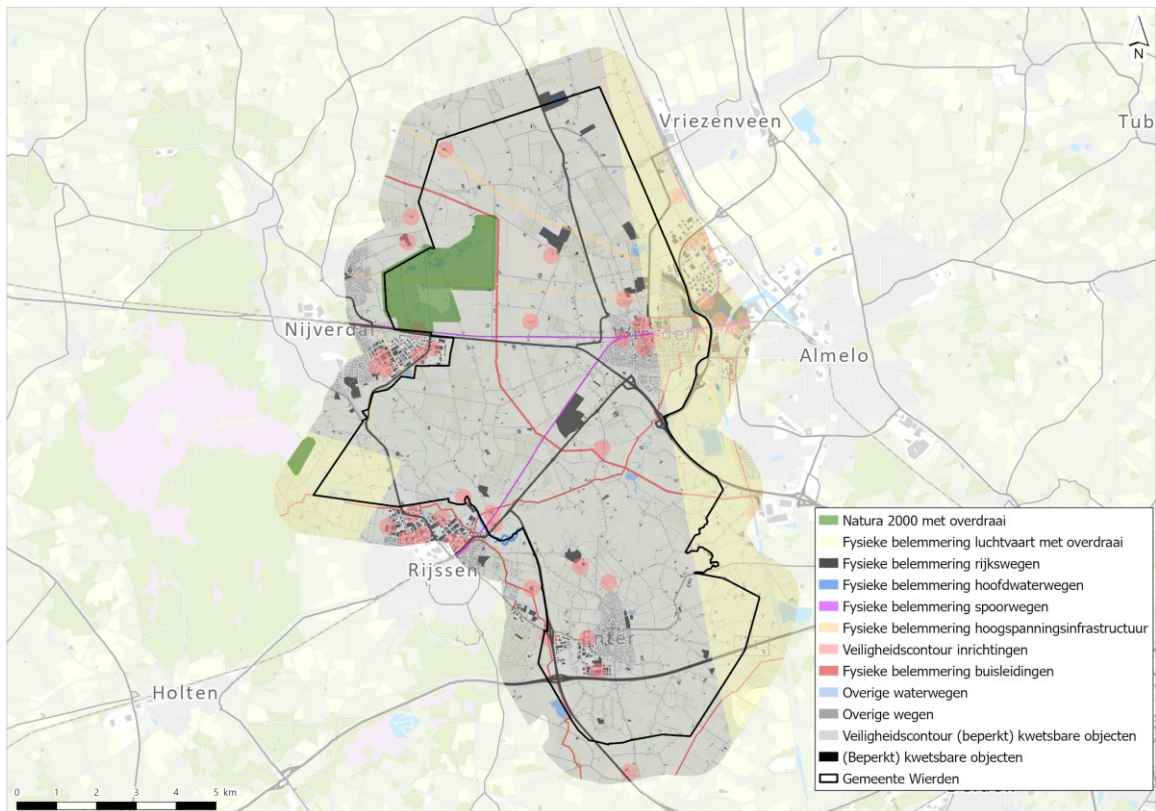 N
Vriezenveen
Tub
Nijverdal
Almelo
Rijssen
Enter
Holten
Natura 2000 met overdraai
Fysieke belemmering luchtvaart met overdraai
Fysieke belemmering rijkswegen
Fysieke belemmering hoofdwaterwegen
Fysieke belemmering spoorwegen
Fysieke belemmering hoogspanningsinfrastructuur
Veiligheidscontour inrichtingen
Fysieke belemmering buisleidingen
Overige waterwegen
Overige wegen
Veiligheidscontour (beperkt) kwetsbare objecten
(Beperkt) kwetsbare objecten
Gemeente Wierden
0 1 2 3 4 5 km